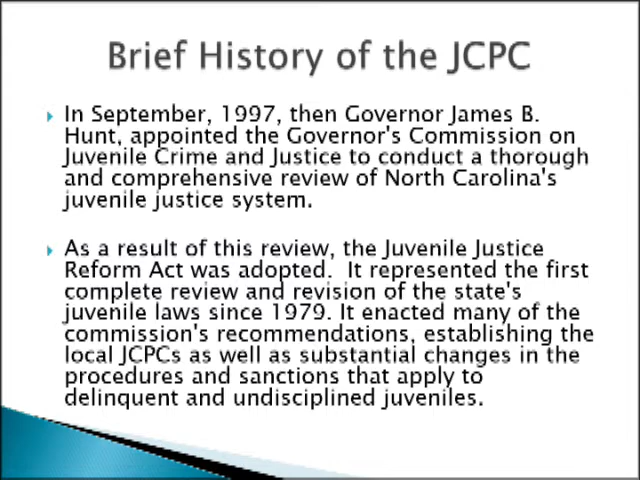 Brief History of the JCPC
In September, 1997, then Governor James B.
Hunt, appointed the Governor's Commission on
Juvenile Crime and Justice to conduct a thorough
and comprehensive review of North Carolina's
juvenile justice system.
As a result of this review, the Juvenile Justice
Reform Act was adopted.  It represented the first
complete review and revision of the state's
juvenile laws since 1979. It enacted many of the
commission's recommendations, establishing the
local JCPCs as well as substantial changes in the
procedures and sanctions that apply to
delinquent and undisciplined juveniles.